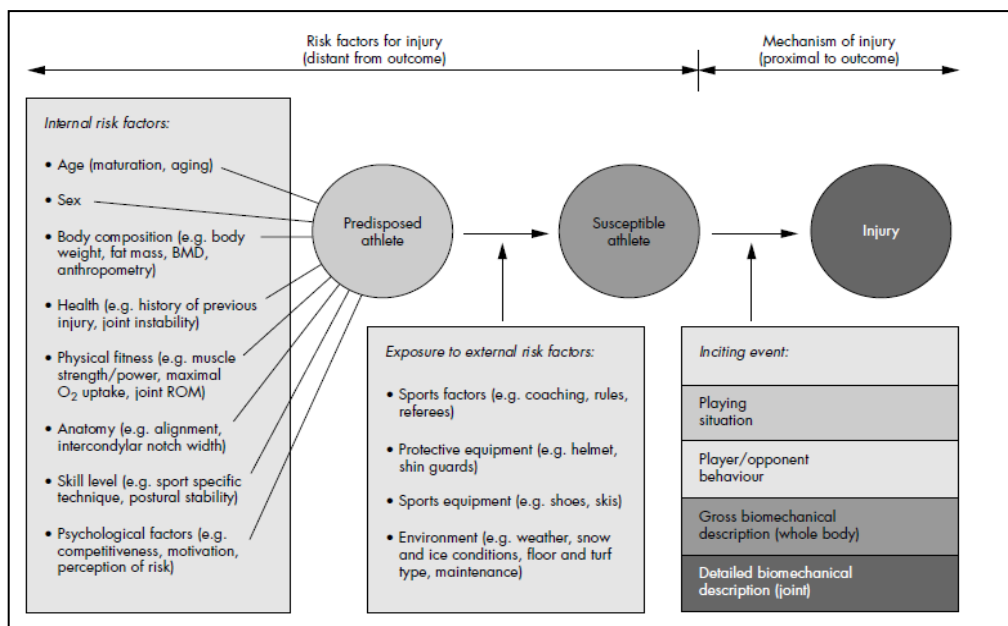 Risk factors for injury
(distant from outcome)
Mechanism of injury
(proximal to outcome)
Internal risk factors:
• Age (maturation, aging)
• Sex
• Body composition (e.g. body
weight, fat mass, BMD,
anthropometry)
• Health (e.g. history of previous
injury, joint instability)
• Physical fitness (e.g. muscle
strength/power, maximal
O₂ uptake, joint ROM)
• Anatomy (e.g. alignment,
intercondylar notch width)
• Skill level (e.g. sport specific
technique, postural stability)
• Psychological factors (e.g.
competitiveness, motivation,
perception of risk)
Predisposed
athlete
Susceptible
athlete
Injury
Exposure to external risk factors:
• Sports factors (e.g. coaching, rules,
referees)
• Protective equipment (e.g. helmet,
shin guards)
• Sports equipment (e.g. shoes, skis)
• Environment (e.g. weather, snow
and ice conditions, floor and turf
type, maintenance)
Inciting event:
Playing
situation
Player/opponent
behaviour
Gross biomechanical
description (whole body)
Detailed biomechanical
description (joint)